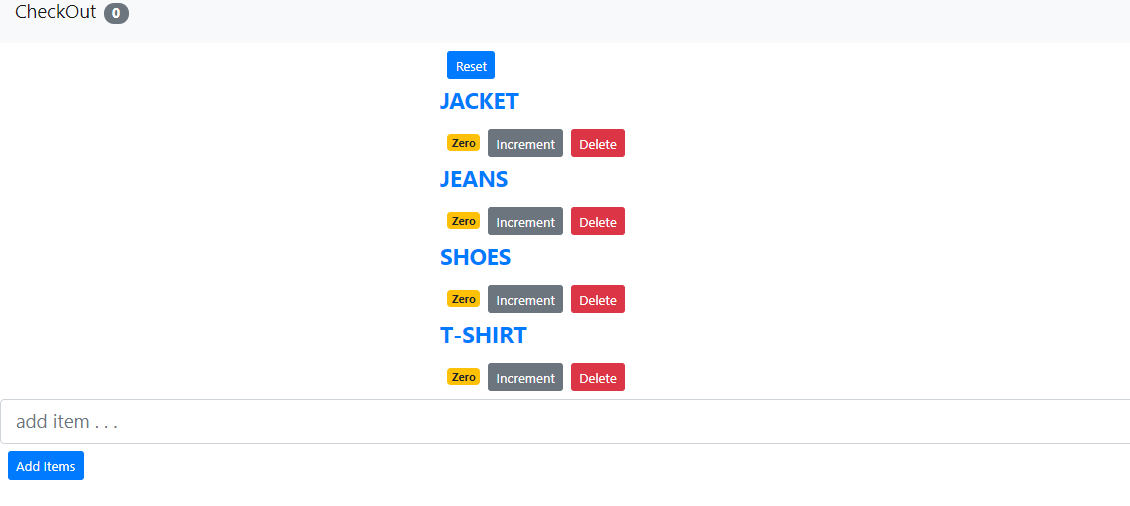 CheckOut 0
Reset
JACKET
Zero Increment Delete
JEANS
Zero Increment Delete
SHOES
Zero Increment Delete
T-SHIRT
Zero Increment Delete
add item . . .
Add Items